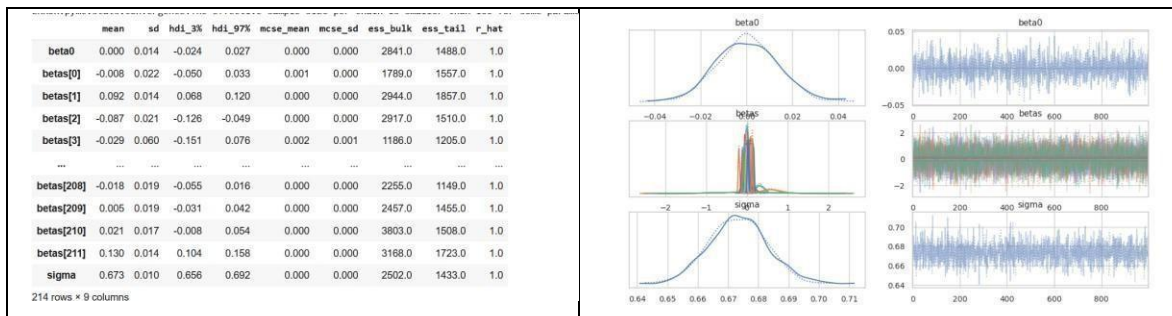 mean sd hdi_3% hdi_97% mcse_mean mcse_sd ess_bulk ess_tail r_hat
beta0 0.000 0.014 -0.024 0.027 0.000 0.000 2841.0 1488.0 1.0
betas[0] -0.008 0.022 -0.050 0.033 0.001 0.000 1789.0 1557.0 1.0
betas[1] 0.092 0.014 0.068 0.120 0.000 0.000 2944.0 1857.0 1.0
betas[2] -0.087 0.021 -0.126 -0.049 0.000 0.000 2917.0 1510.0 1.0
betas[3] -0.029 0.060 -0.151 0.076 0.002 0.001 1186.0 1205.0 1.0
... ... ... ... ... ... ... ... ... ...
betas[208] -0.018 0.019 -0.055 0.016 0.000 0.000 2255.0 1149.0 1.0
betas[209] 0.005 0.019 -0.031 0.042 0.000 0.000 2457.0 1455.0 1.0
betas[210] 0.021 0.017 -0.008 0.054 0.000 0.000 3803.0 1508.0 1.0
betas[211] 0.130 0.014 0.104 0.158 0.000 0.000 3168.0 1723.0 1.0
sigma 0.673 0.010 0.656 0.692 0.000 0.000 2502.0 1433.0 1.0
214 rows × 9 columns
beta0
−0.04 −0.02 0.00 0.02 0.04
beta0
0.05
0.00
−0.05
0 200 400 600 800
betas
−2 −1 0 1 2
betas
2
0
−2
0 200 400 600 800
sigma
0.64 0.65 0.66 0.67 0.68 0.69 0.70 0.71
sigma
0.70
0.68
0.66
0.64
0 200 400 600 800